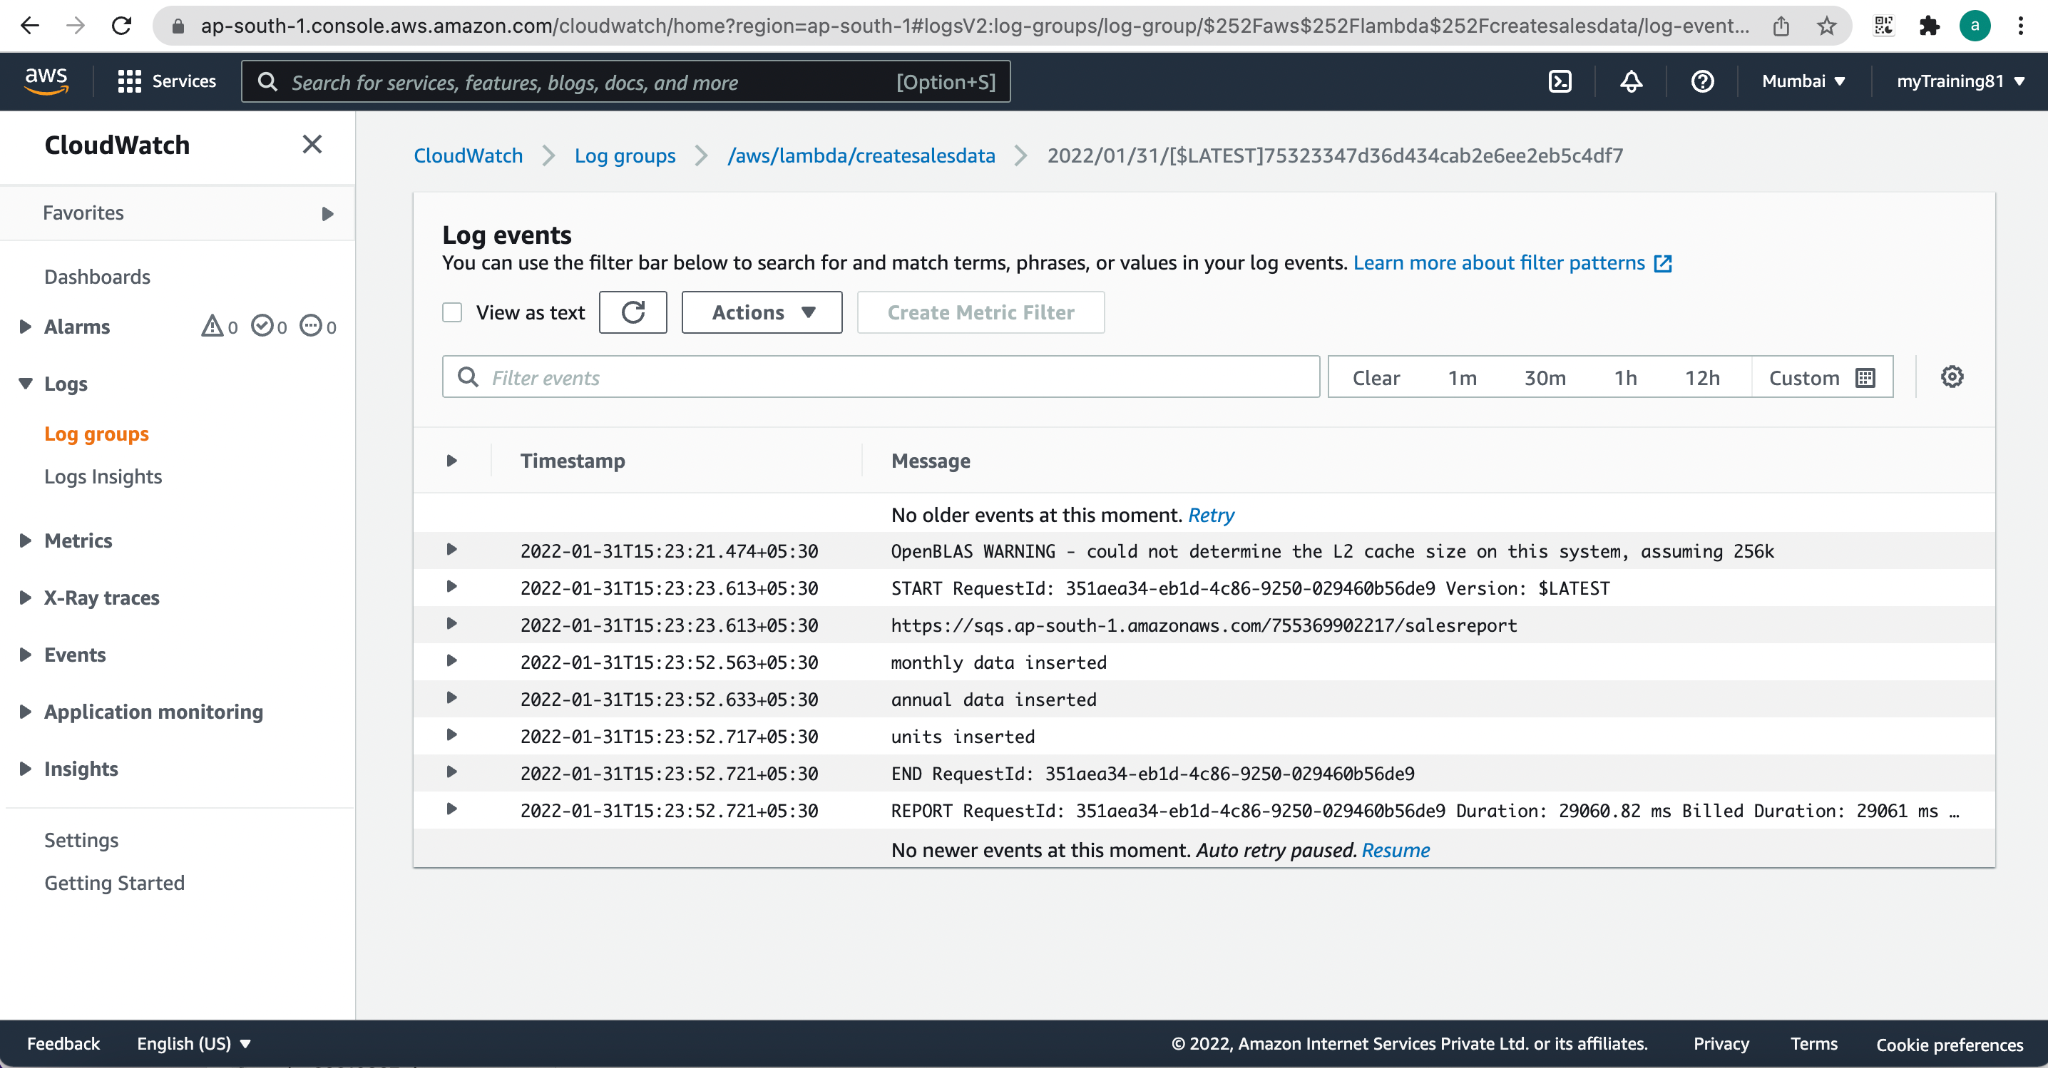 ap-south-1.console.aws.amazon.com/cloudwatch/home?region=ap-south-1#logsV2:log-groups/log-group/$252Faws$252Flambda$252Fcreatesalesdata/log-event...
a
aws
Services
Search for services, features, blogs, docs, and more [Option+S]
Mumbai ▼
myTraining81 ▼
CloudWatch
Favorites
Dashboards
Alarms 0 0 0
Logs
Log groups
Logs Insights
Metrics
X-Ray traces
Events
Application monitoring
Insights
Settings
Getting Started
CloudWatch > Log groups > /aws/lambda/createsalesdata > 2022/01/31/[$LATEST]75323347d36d434cab2e6ee2eb5c4df7
Log events
You can use the filter bar below to search for and match terms, phrases, or values in your log events. Learn more about filter patterns
View as text Actions ▼ Create Metric Filter
Filter events Clear 1m 30m 1h 12h Custom
Timestamp Message
No older events at this moment. Retry
2022-01-31T15:23:21.474+05:30 OpenBLAS WARNING - could not determine the L2 cache size on this system, assuming 256k
2022-01-31T15:23:23.613+05:30 START RequestId: 351aea34-eb1d-4c86-9250-029460b56de9 Version: $LATEST
2022-01-31T15:23:23.613+05:30 https://sqs.ap-south-1.amazonaws.com/755369902217/salesreport
2022-01-31T15:23:52.563+05:30 monthly data inserted
2022-01-31T15:23:52.633+05:30 annual data inserted
2022-01-31T15:23:52.717+05:30 units inserted
2022-01-31T15:23:52.721+05:30 END RequestId: 351aea34-eb1d-4c86-9250-029460b56de9
2022-01-31T15:23:52.721+05:30 REPORT RequestId: 351aea34-eb1d-4c86-9250-029460b56de9 Duration: 29060.82 ms Billed Duration: 29061 ms …
No newer events at this moment. Auto retry paused. Resume
Feedback English (US) ▼ © 2022, Amazon Internet Services Private Ltd. or its affiliates. Privacy Terms Cookie preferences